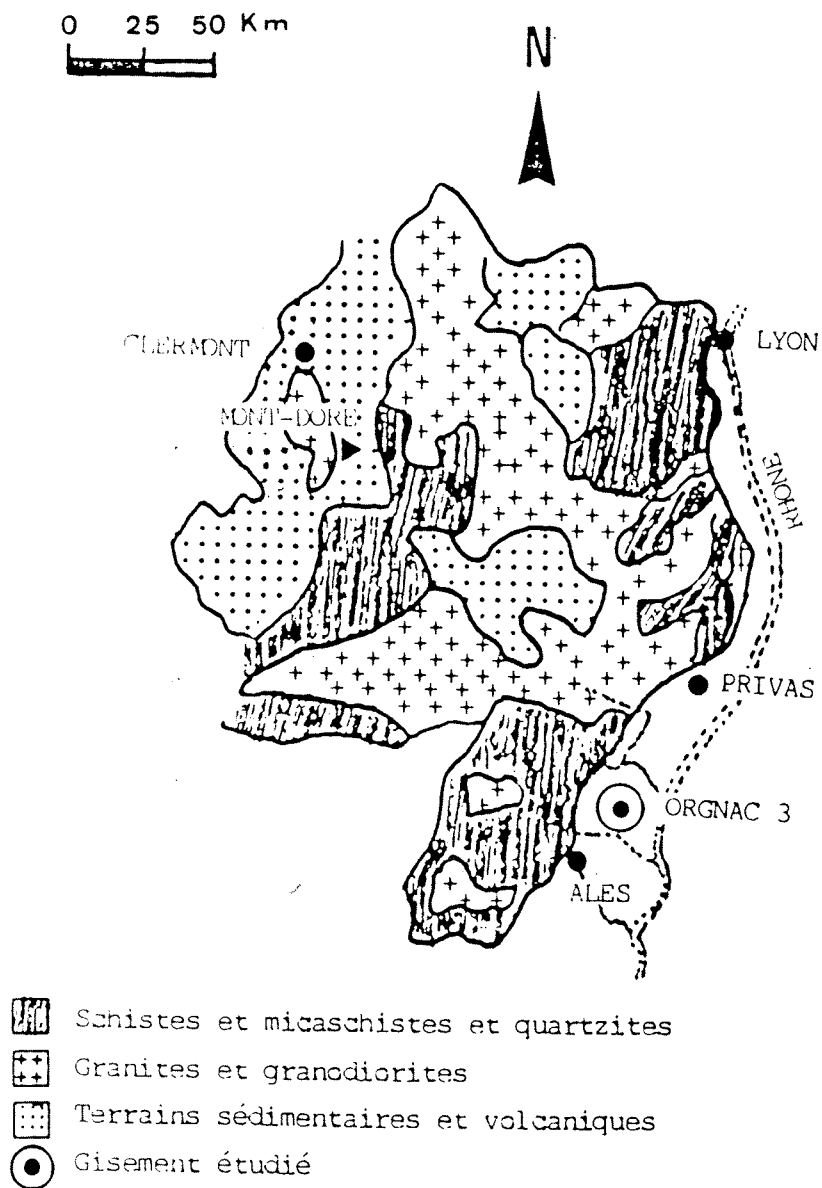 0 25 50 Km
N
CLERMONT
LYON
MONT-DORE
RHONE
PRIVAS
ORGNAC 3
ALES
Schistes et micaschistes et quartzites
Granites et granodiorites
Terrains sédimentaires et volcaniques
Gisement étudié